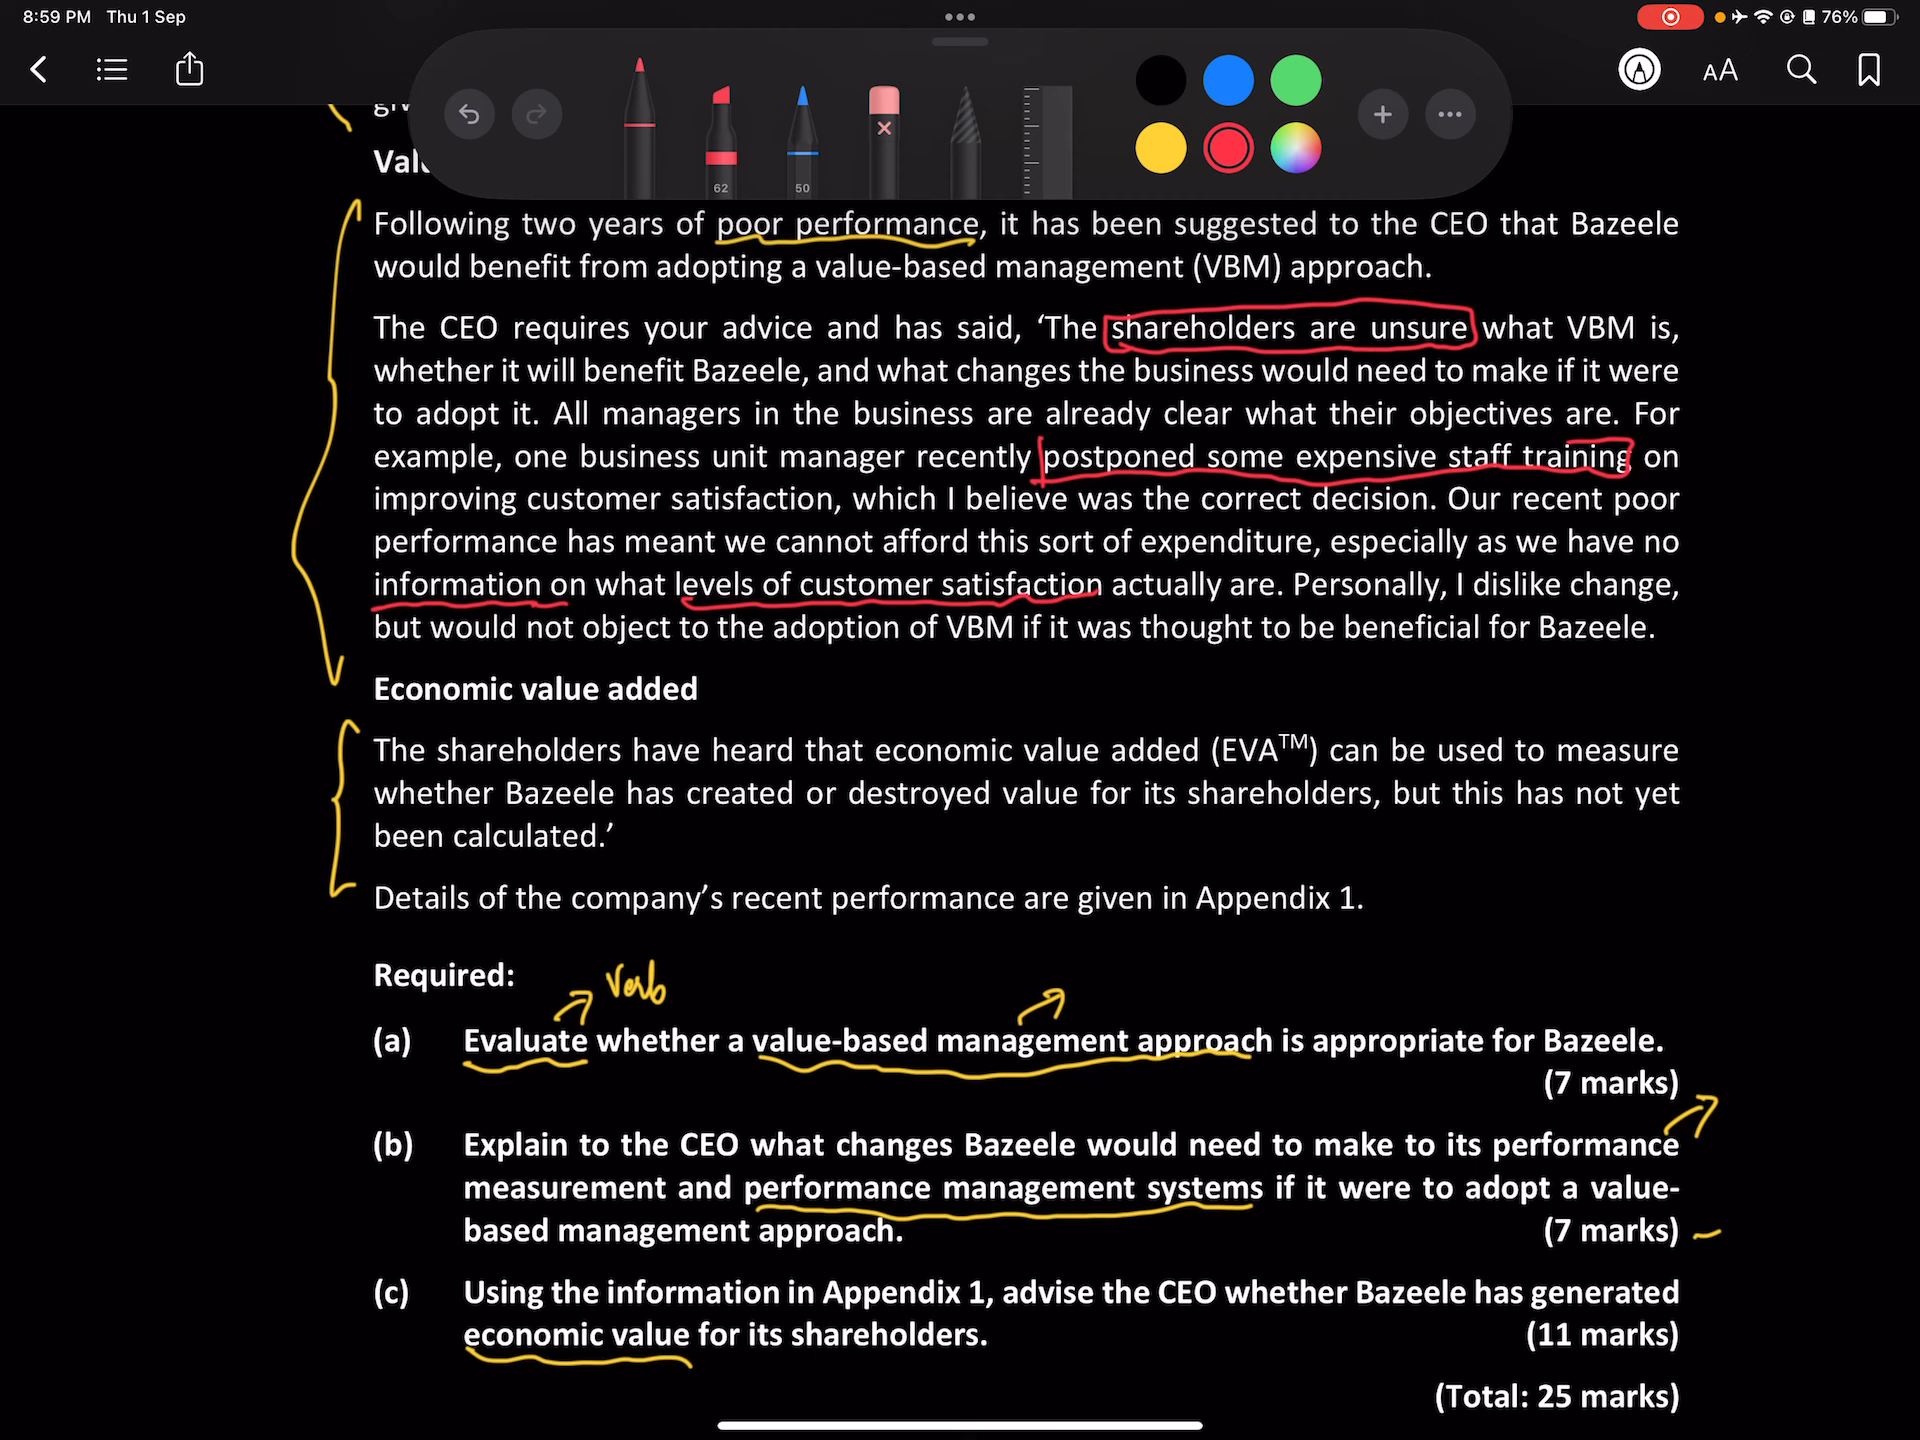 8:59 PM Thu 1 Sep
76%
AA
62
50
Following two years of poor performance, it has been suggested to the CEO that Bazeele
would benefit from adopting a value-based management (VBM) approach.
The CEO requires your advice and has said, ‘The shareholders are unsure what VBM is,
whether it will benefit Bazeele, and what changes the business would need to make if it were
to adopt it. All managers in the business are already clear what their objectives are. For
example, one business unit manager recently postponed some expensive staff training on
improving customer satisfaction, which I believe was the correct decision. Our recent poor
performance has meant we cannot afford this sort of expenditure, especially as we have no
information on what levels of customer satisfaction actually are. Personally, I dislike change,
but would not object to the adoption of VBM if it was thought to be beneficial for Bazeele.
Economic value added
The shareholders have heard that economic value added (EVA™) can be used to measure
whether Bazeele has created or destroyed value for its shareholders, but this has not yet
been calculated.’
Details of the company’s recent performance are given in Appendix 1.
Required:
Verb
(a) Evaluate whether a value-based management approach is appropriate for Bazeele.
(7 marks)
(b) Explain to the CEO what changes Bazeele would need to make to its performance
measurement and performance management systems if it were to adopt a value-
based management approach. (7 marks)
(c) Using the information in Appendix 1, advise the CEO whether Bazeele has generated
economic value for its shareholders. (11 marks)
(Total: 25 marks)